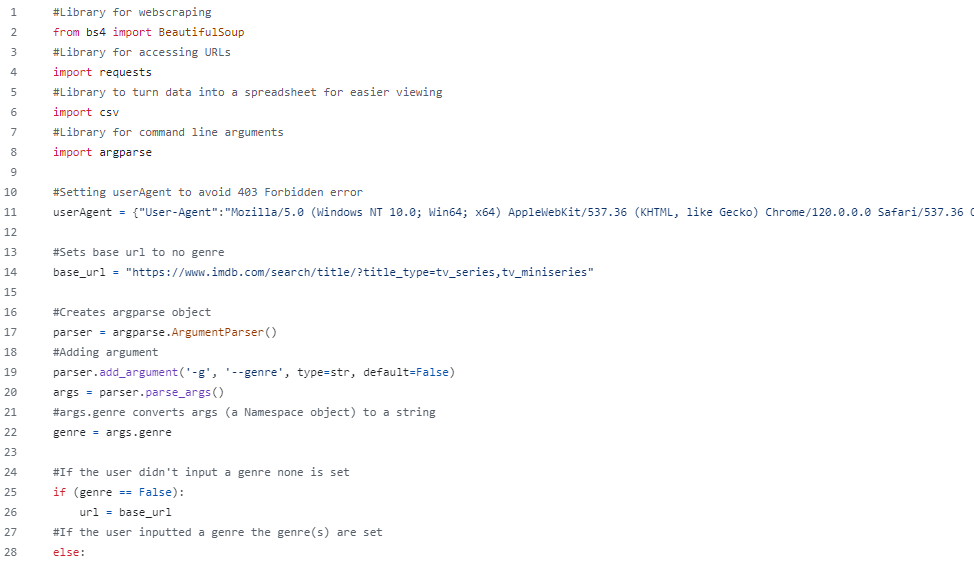 1 #Library for webscraping
2 from bs4 import BeautifulSoup
3 #Library for accessing URLs
4 import requests
5 #Library to turn data into a spreadsheet for easier viewing
6 import csv
7 #Library for command line arguments
8 import argparse
9
10 #Setting userAgent to avoid 403 Forbidden error
11 userAgent = {"User-Agent":"Mozilla/5.0 (Windows NT 10.0; Win64; x64) AppleWebKit/537.36 (KHTML, like Gecko) Chrome/120.0.0.0 Safari/537.36
12
13 #Sets base url to no genre
14 base_url = "https://www.imdb.com/search/title/?title_type=tv_series,tv_miniseries"
15
16 #Creates argparse object
17 parser = argparse.ArgumentParser()
18 #Adding argument
19 parser.add_argument('-g', '--genre', type=str, default=False)
20 args = parser.parse_args()
21 #args.genre converts args (a Namespace object) to a string
22 genre = args.genre
23
24 #If the user didn't input a genre none is set
25 if (genre == False):
26     url = base_url
27 #If the user inputted a genre the genre(s) are set
28 else: